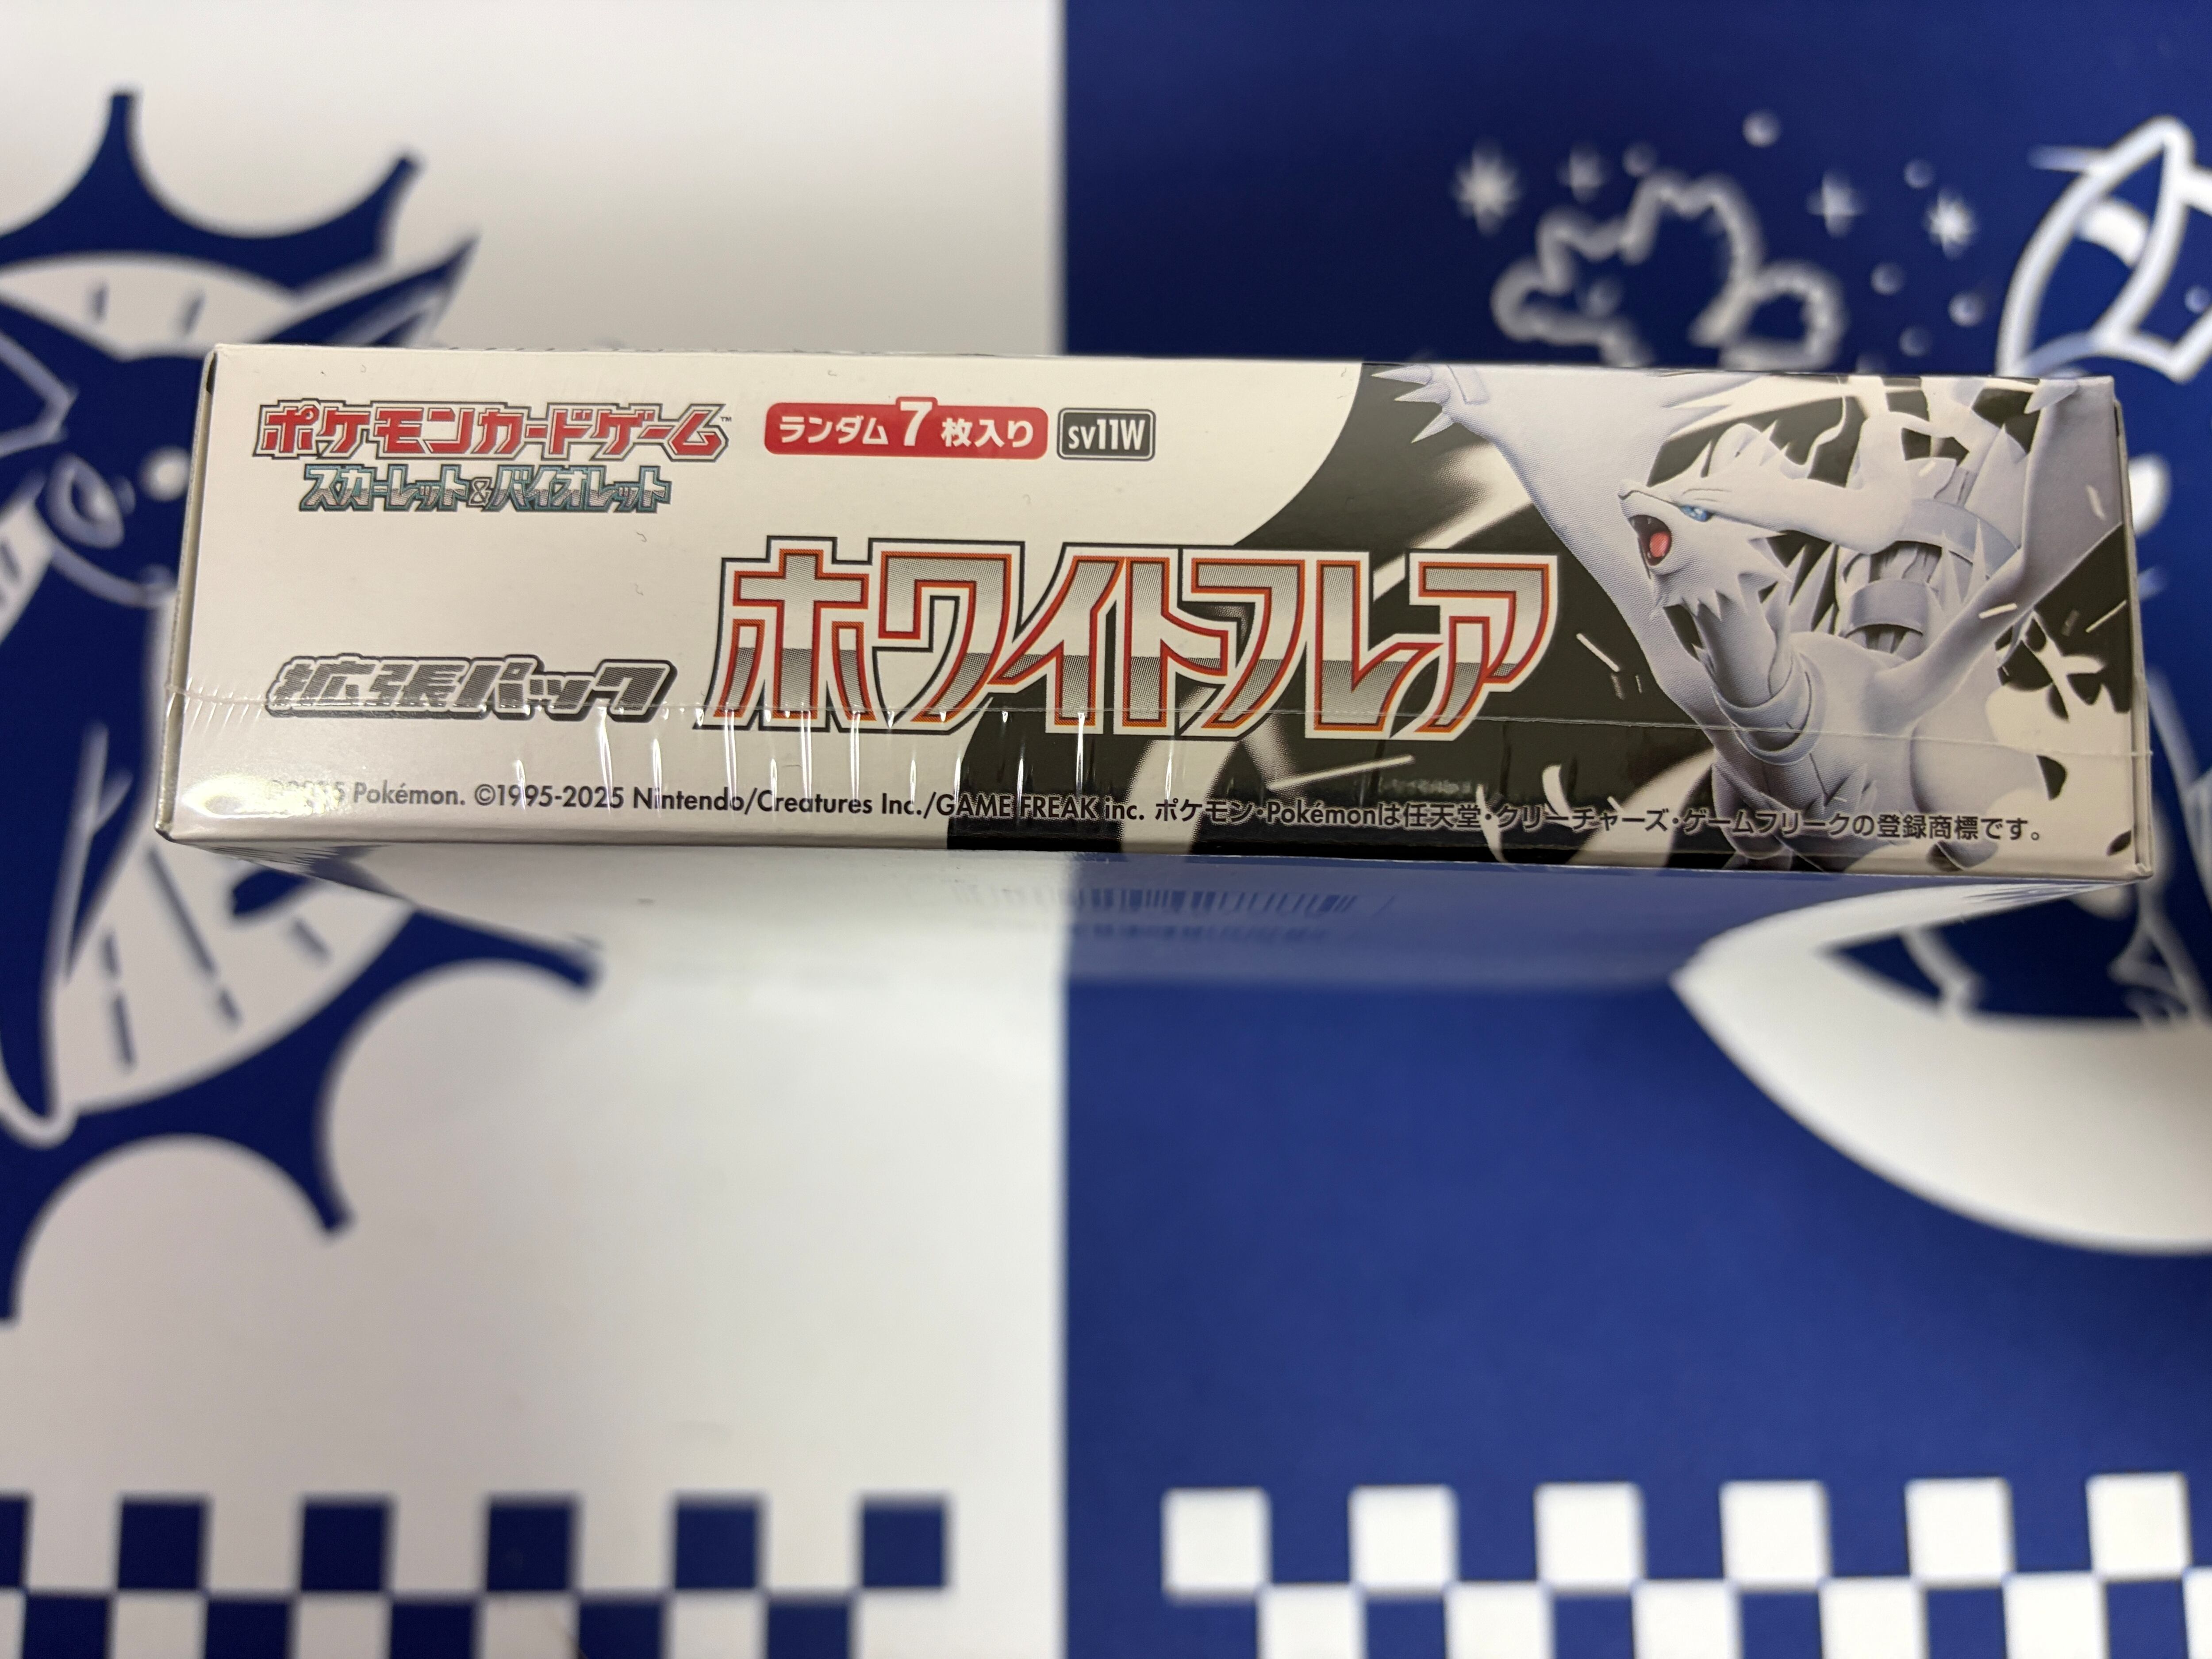 ポケモンカードゲーム™
スカーレット&バイオレット
ランダム7枚入り
sv11W
拡張パック
ホワイトフレア
Pokémon. ©1995-2025 Nintendo/Creatures Inc./GAME FREAK inc. ポケモン・Pokémonは任天堂・クリーチャーズ・ゲームフリークの登録商標です。